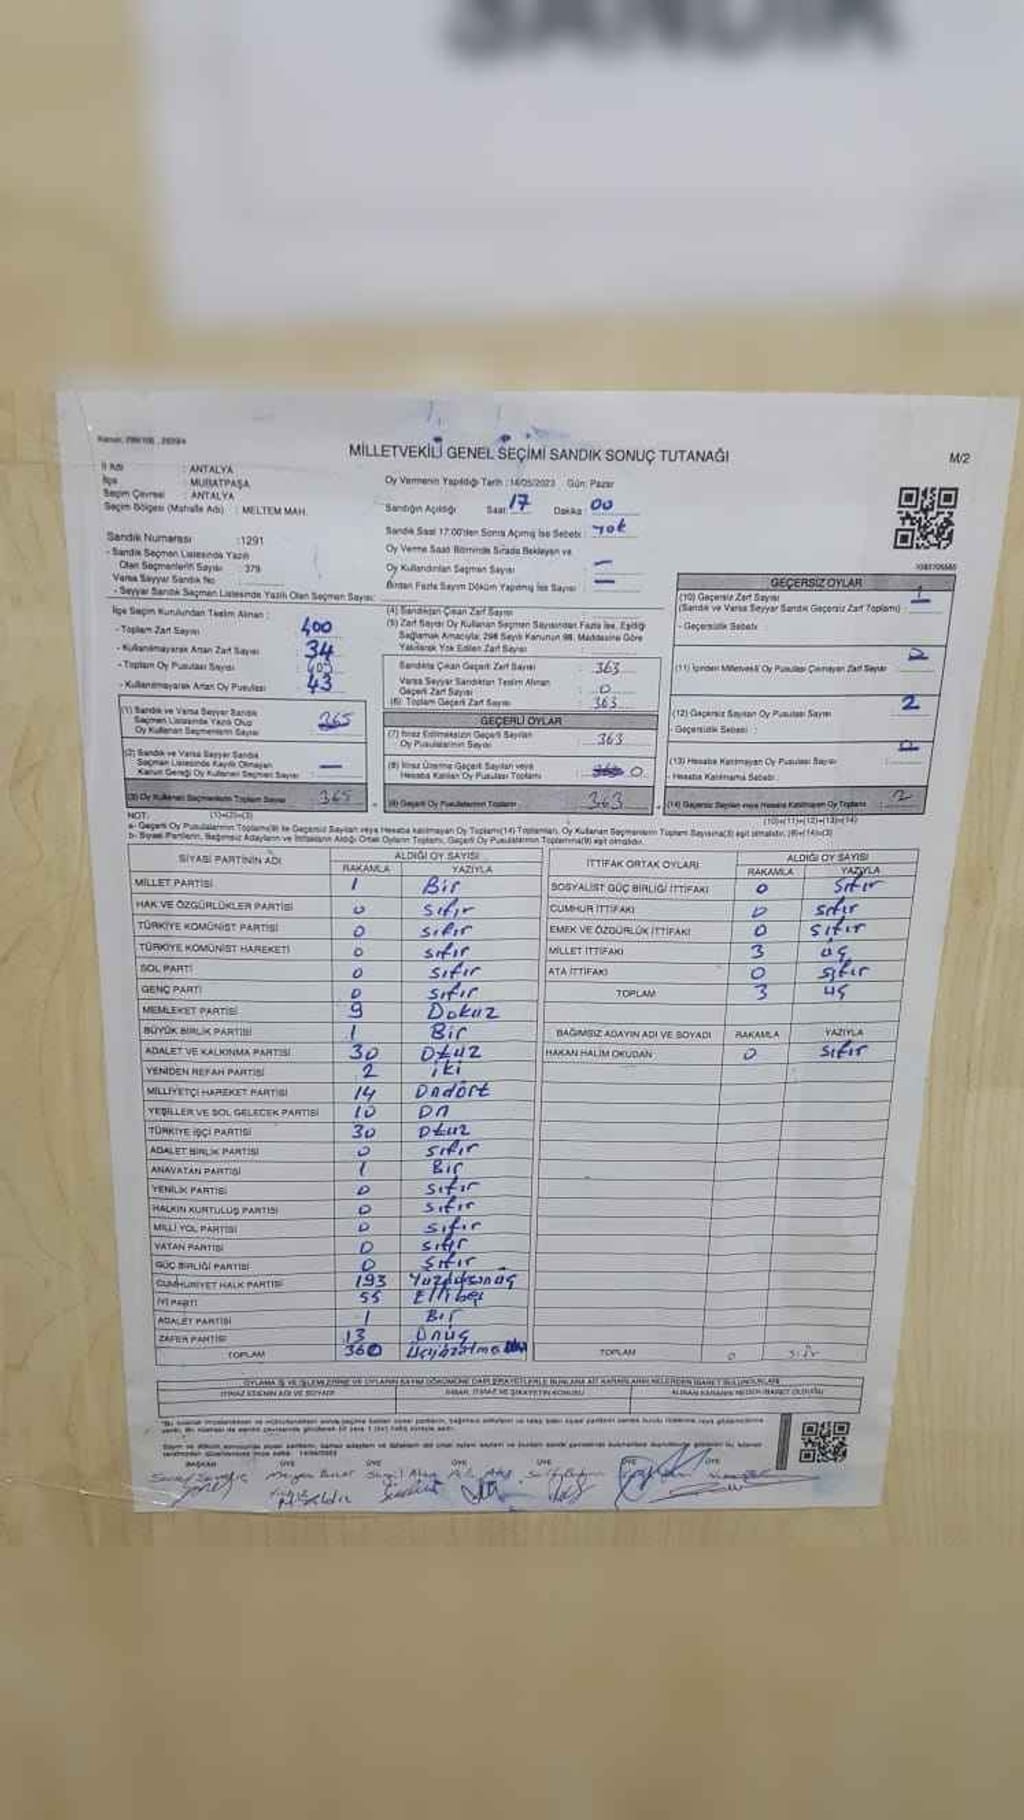 SANDIK
MİLLETVEKİLİ GENEL SEÇİMİ SANDIK SONUÇ TUTANAĞI
M/2
İl Adı : ANTALYA
İlçe : MURATPAŞA
Seçim Çevresi : ANTALYA
Seçim Bölgesi (Mahalle Adı) : MELTEM MAH.
Oy Vermenin Yapıldığı Tarih : 14/05/2023 Gün: Pazar
Sandığın Açıldığı Saat : 17 Dakika : 00
Sandık Saat 17:00'den Sonra Açılmış İse Sebebi : Yok
Oy Verme Saati Bitiminde Sırada Bekleyen ve
Oy Kullandırılan Seçmen Sayısı : —
Birden Fazla Sayım Döküm Yapılmış İse Sayısı : —
Sandık Numarası : 1291
- Sandık Seçmen Listesinde Yazılı
Olan Seçmenlerin Sayısı : 379
Varsa Seyyar Sandık No :
- Seyyar Sandık Seçmen Listesinde Yazılı Olan Seçmen Sayısı:
İlçe Seçim Kurulundan Teslim Alınan :
- Toplam Zarf Sayısı : 400
- Kullanılmayarak Artan Zarf Sayısı : 34
- Toplam Oy Pusulası Sayısı
- Kullanılmayarak Artan Oy Pusulası : 43
(1) Sandık ve Varsa Seyyar Sandık
Seçmen Listesinde Yazılı Olup
Oy Kullanan Seçmenlerin Sayısı : 365
(2) Sandık ve Varsa Seyyar Sandık
Seçmen Listesinde Kayıtlı Olmayan
Kanun Gereği Oy Kullanan Seçmen Sayısı : —
(3) Oy Kullanan Seçmenlerin Toplam Sayısı : 365
(4) Sandıktan Çıkan Zarf Sayısı
(5) Zarf Sayısı Oy Kullanan Seçmen Sayısından Fazla İse, Eşitliği
Sağlamak Amacıyla; 298 Sayılı Kanunun 98. Maddesine Göre
Yakılarak Yok Edilen Zarf Sayısı :
Sandıkta Çıkan Geçerli Zarf Sayısı : 363
Varsa Seyyar Sandıktan Teslim Alınan
Geçerli Zarf Sayısı : 0
(6) Toplam Geçerli Zarf Sayısı : 363
GEÇERLİ OYLAR
(7) İtiraz Edilmeksizin Geçerli Sayılan
Oy Pusulalarının Sayısı : 363
(8) İtiraz Üzerine Geçerli Sayılan veya
Hesaba Katılan Oy Pusulası Toplamı : 0
(9) Geçerli Oy Pusulalarının Toplamı : 363
GEÇERSİZ OYLAR
(10) Geçersiz Zarf Sayısı
(Sandık ve Varsa Seyyar Sandık Geçersiz Zarf Toplamı) :
- Geçersizlik Sebebi :
(11) İçinden Milletvekili Oy Pusulası Çıkmayan Zarf Sayısı
(12) Geçersiz Sayılan Oy Pusulası Sayısı : 2
- Geçersizlik Sebebi :
(13) Hesaba Katılmayan Oy Pusulası Sayısı
- Hesaba Katılmama Sebebi :
(14) Geçersiz Sayılan veya Hesaba Katılmayan Oy Toplamı : 2
NOT: (1)+(2)=(3)
(10)+(11)+(12)+(13)=(14)
a- Geçerli Oy Pusulalarının Toplamı(9) ile Geçersiz Sayılan veya Hesaba Katılmayan Oy Toplamı(14) Toplamları, Oy Kullanan Seçmenlerin Toplam Sayısına(3) eşit olmalıdır. (9)+(14)=(3)
b- Siyasi Partilerin, Bağımsız Adayların ve İttifakların Aldığı Ortak Oyların Toplamı, Geçerli Oy Pusulalarının Toplamına(9) eşit olmalıdır.
SİYASİ PARTİNİN ADI ALDIĞI OY SAYISI
RAKAMLA YAZIYLA
MİLLET PARTİSİ 1 Bir
HAK VE ÖZGÜRLÜKLER PARTİSİ 0 sıfır
TÜRKİYE KOMÜNİST PARTİSİ 0 sıfır
TÜRKİYE KOMÜNİST HAREKETİ 0 sıfır
SOL PARTİ 0 sıfır
GENÇ PARTİ 0 sıfır
MEMLEKET PARTİSİ 9 Dokuz
BÜYÜK BİRLİK PARTİSİ 1 Bir
ADALET VE KALKINMA PARTİSİ 30 Otuz
YENİDEN REFAH PARTİSİ 2 iki
MİLLİYETÇİ HAREKET PARTİSİ 14 Ondört
YEŞİLLER VE SOL GELECEK PARTİSİ 10 On
TÜRKİYE İŞÇİ PARTİSİ 30 Otuz
ADALET BİRLİK PARTİSİ 0 sıfır
ANAVATAN PARTİSİ 1 Bir
YENİLİK PARTİSİ 0 sıfır
HALKIN KURTULUŞ PARTİSİ 0 sıfır
MİLLİ YOL PARTİSİ 0 sıfır
VATAN PARTİSİ 0 sıfır
GÜÇ BİRLİĞİ PARTİSİ 0 sıfır
CUMHURİYET HALK PARTİSİ 193 Yüzdoksanüç
İYİ PARTİ 55 Ellibeş
ADALET PARTİSİ 1 Bir
ZAFER PARTİSİ 13 Onüç
TOPLAM 360 Üçyüzatmış
İTTİFAK ORTAK OYLARI ALDIĞI OY SAYISI
RAKAMLA YAZIYLA
SOSYALİST GÜÇ BİRLİĞİ İTTİFAKI 0 sıfır
CUMHUR İTTİFAKI 0 sıfır
EMEK VE ÖZGÜRLÜK İTTİFAKI 0 sıfır
MİLLET İTTİFAKI 3 üç
ATA İTTİFAKI 0 sıfır
TOPLAM 3 üç
BAĞIMSIZ ADAYIN ADI VE SOYADI RAKAMLA YAZIYLA
HAKAN HALİM OKUDAN 0 sıfır
TOPLAM 0 sıfır
OYLAMA İŞ VE İŞLEMLERİNE VE OYLARIN SAYIM DÖKÜMÜNE DAİR ŞİKAYETLERLE BUNLARA AİT KARARLARIN NELERDEN İBARET BULUNDUKLARI
İTİRAZ EDENİN ADI VE SOYADI
ALINAN KARARIN NEDEN İBARET OLDUĞU
BAŞKAN ÜYE ÜYE ÜYE ÜYE ÜYE ÜYE